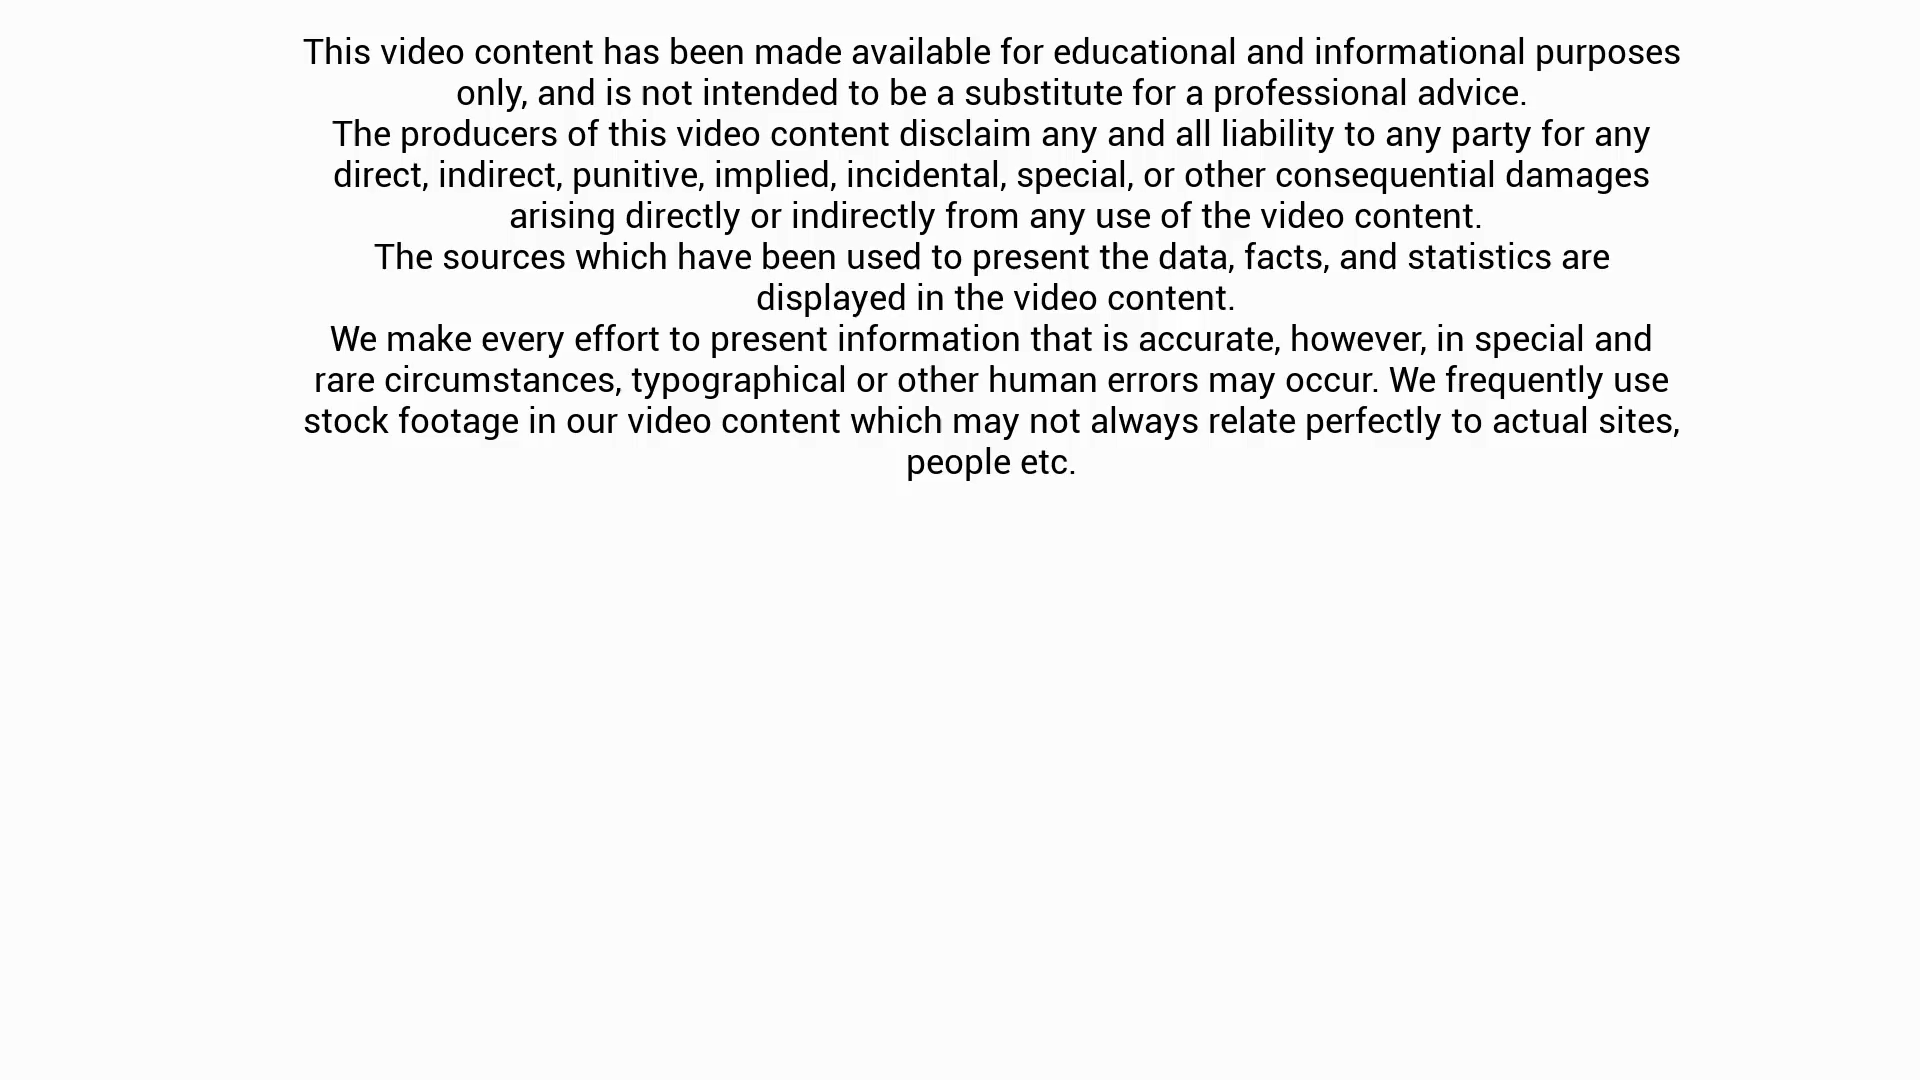 This video content has been made available for educational and informational purposes
only, and is not intended to be a substitute for a professional advice.
The producers of this video content disclaim any and all liability to any party for any
direct, indirect, punitive, implied, incidental, special, or other consequential damages
arising directly or indirectly from any use of the video content.
The sources which have been used to present the data, facts, and statistics are
displayed in the video content.
We make every effort to present information that is accurate, however, in special and
rare circumstances, typographical or other human errors may occur. We frequently use
stock footage in our video content which may not always relate perfectly to actual sites,
people etc.